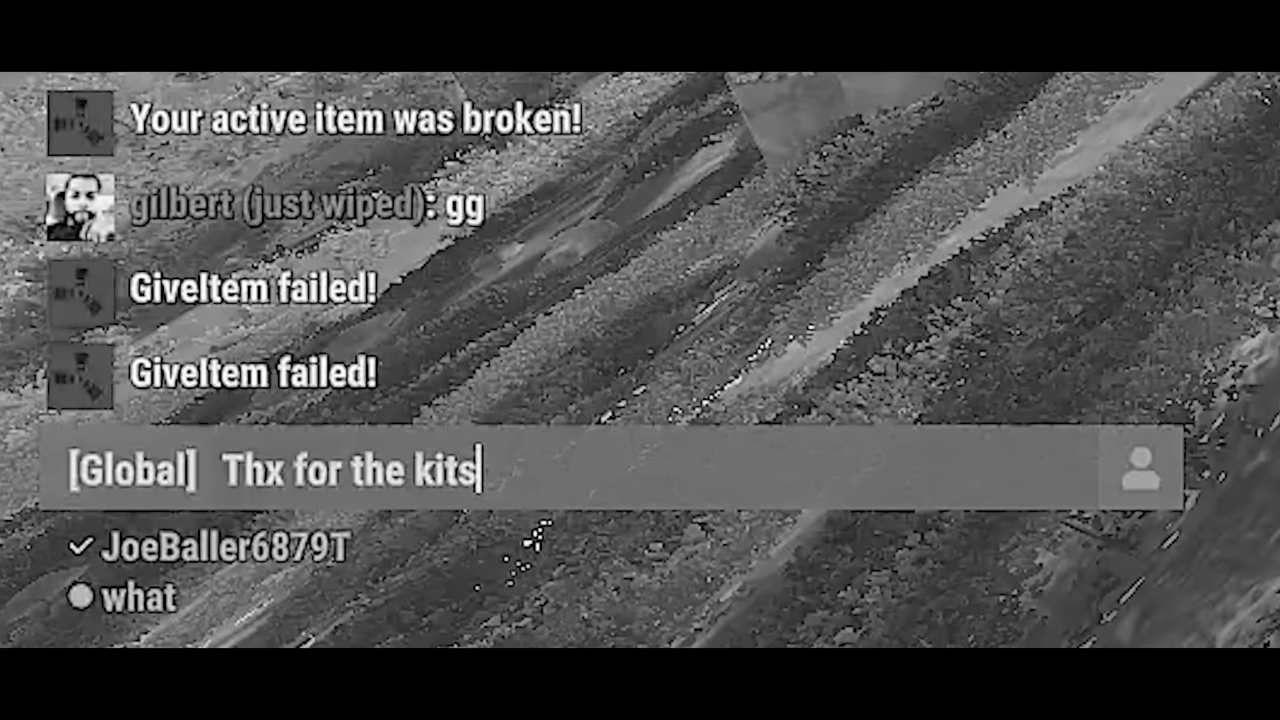 Your active item was broken!
gilbert (just wiped): gg
GiveItem failed!
GiveItem failed!
[Global] Thx for the kits
JoeBaller6879T
what